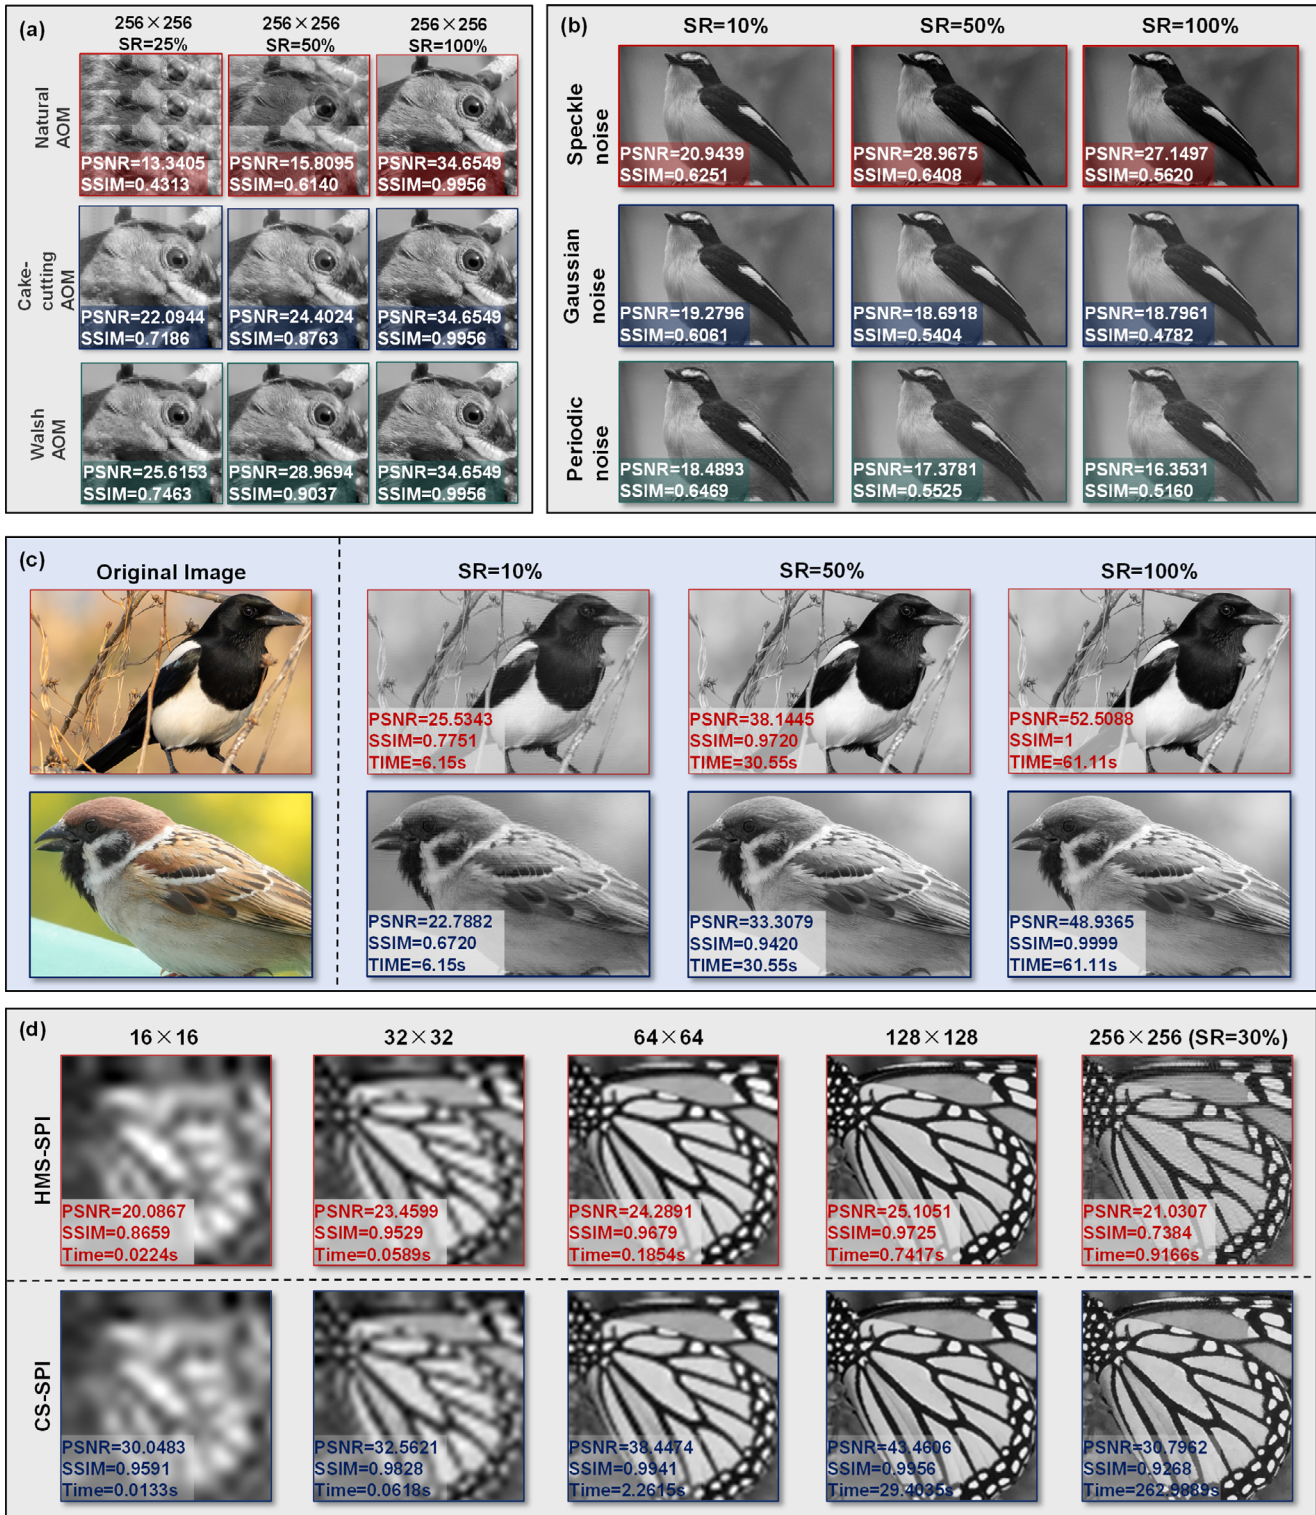 (a)
256×256 256×256 256×256
SR=25% SR=50% SR=100%
Natural
AOM
PSNR=13.3405
SSIM=0.4313
PSNR=15.8095
SSIM=0.6140
PSNR=34.6549
SSIM=0.9956
Cake-
cutting
AOM
PSNR=22.0944
SSIM=0.7186
PSNR=24.4024
SSIM=0.8763
PSNR=34.6549
SSIM=0.9956
Walsh
AOM
PSNR=25.6153
SSIM=0.7463
PSNR=28.9694
SSIM=0.9037
PSNR=34.6549
SSIM=0.9956
(b)
SR=10% SR=50% SR=100%
Speckle
noise
PSNR=20.9439
SSIM=0.6251
PSNR=28.9675
SSIM=0.6408
PSNR=27.1497
SSIM=0.5620
Gaussian
noise
PSNR=19.2796
SSIM=0.6061
PSNR=18.6918
SSIM=0.5404
PSNR=18.7961
SSIM=0.4782
Periodic
noise
PSNR=18.4893
SSIM=0.6469
PSNR=17.3781
SSIM=0.5525
PSNR=16.3531
SSIM=0.5160
(c)
Original Image SR=10% SR=50% SR=100%
PSNR=25.5343
SSIM=0.7751
TIME=6.15s
PSNR=38.1445
SSIM=0.9720
TIME=30.55s
PSNR=52.5088
SSIM=1
TIME=61.11s
PSNR=22.7882
SSIM=0.6720
TIME=6.15s
PSNR=33.3079
SSIM=0.9420
TIME=30.55s
PSNR=48.9365
SSIM=0.9999
TIME=61.11s
(d)
16×16 32×32 64×64 128×128 256×256 (SR=30%)
HMS-SPI
PSNR=20.0867
SSIM=0.8659
Time=0.0224s
PSNR=23.4599
SSIM=0.9529
Time=0.0589s
PSNR=24.2891
SSIM=0.9679
Time=0.1854s
PSNR=25.1051
SSIM=0.9725
Time=0.7417s
PSNR=21.0307
SSIM=0.7384
Time=0.9166s
CS-SPI
PSNR=30.0483
SSIM=0.9591
Time=0.0133s
PSNR=32.5621
SSIM=0.9828
Time=0.0618s
PSNR=38.4474
SSIM=0.9941
Time=2.2615s
PSNR=43.4606
SSIM=0.9956
Time=29.4035s
PSNR=30.7962
SSIM=0.9268
Time=262.9889s